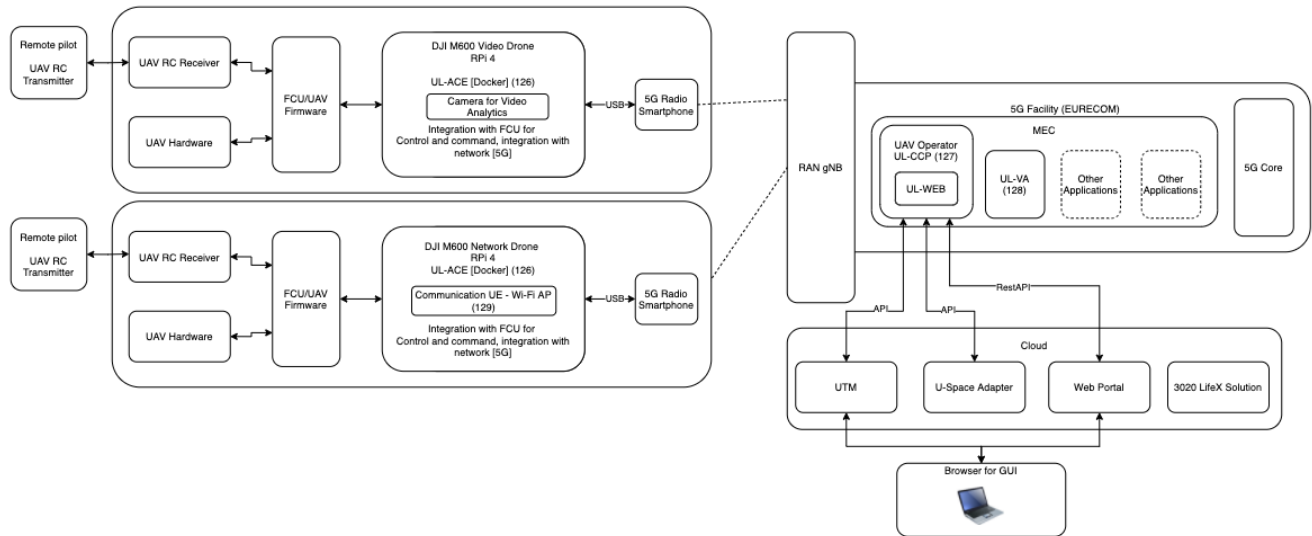 Remote pilot
UAV RC
Transmitter
UAV RC Receiver
UAV Hardware
FCU/UAV
Firmware
DJI M600 Video Drone
RPi 4
UL-ACE [Docker] (126)
Camera for Video
Analytics
Integration with FCU for
Control and command, integration with
network [5G]
USB
5G Radio
Smartphone
Remote pilot
UAV RC
Transmitter
UAV RC Receiver
UAV Hardware
FCU/UAV
Firmware
DJI M600 Network Drone
RPi 4
UL-ACE [Docker] (126)
Communication UE - Wi-Fi AP
(129)
Integration with FCU for
Control and command, integration with
network [5G]
USB
5G Radio
Smartphone
RAN gNB
5G Facility (EURECOM)
MEC
UAV Operator
UL-CCP (127)
UL-WEB
UL-VA
(128)
Other
Applications
Other
Applications
5G Core
API
API
RestAPI
Cloud
UTM
U-Space Adapter
Web Portal
3020 LifeX Solution
Browser for GUI